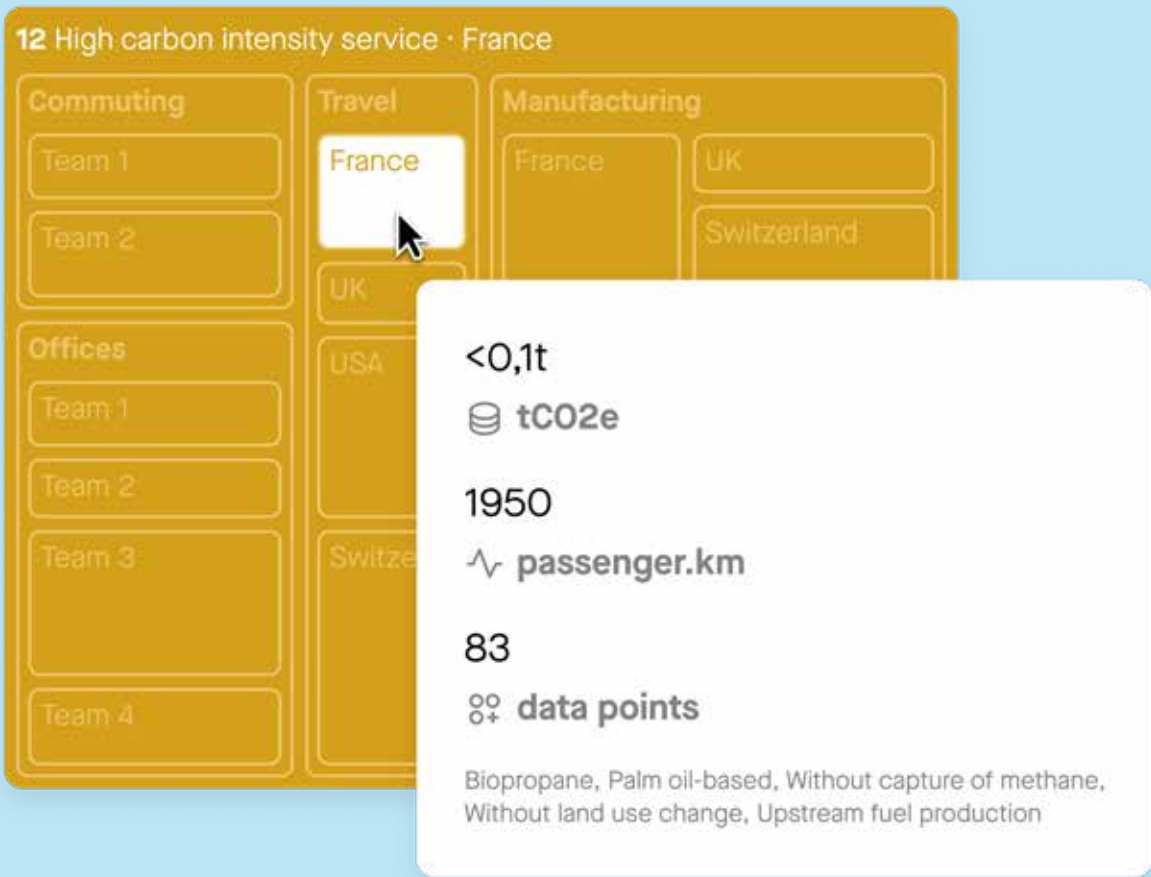 12 High carbon intensity service · France
Commuting
Team 1
Team 2
Offices
Team 1
Team 2
Team 3
Team 4
Travel
France
UK
USA
Switze
Manufacturing
France
UK
Switzerland
<0,1t
tCO2e
1950
passenger.km
83
data points
Biopropane, Palm oil-based, Without capture of methane,
Without land use change, Upstream fuel production